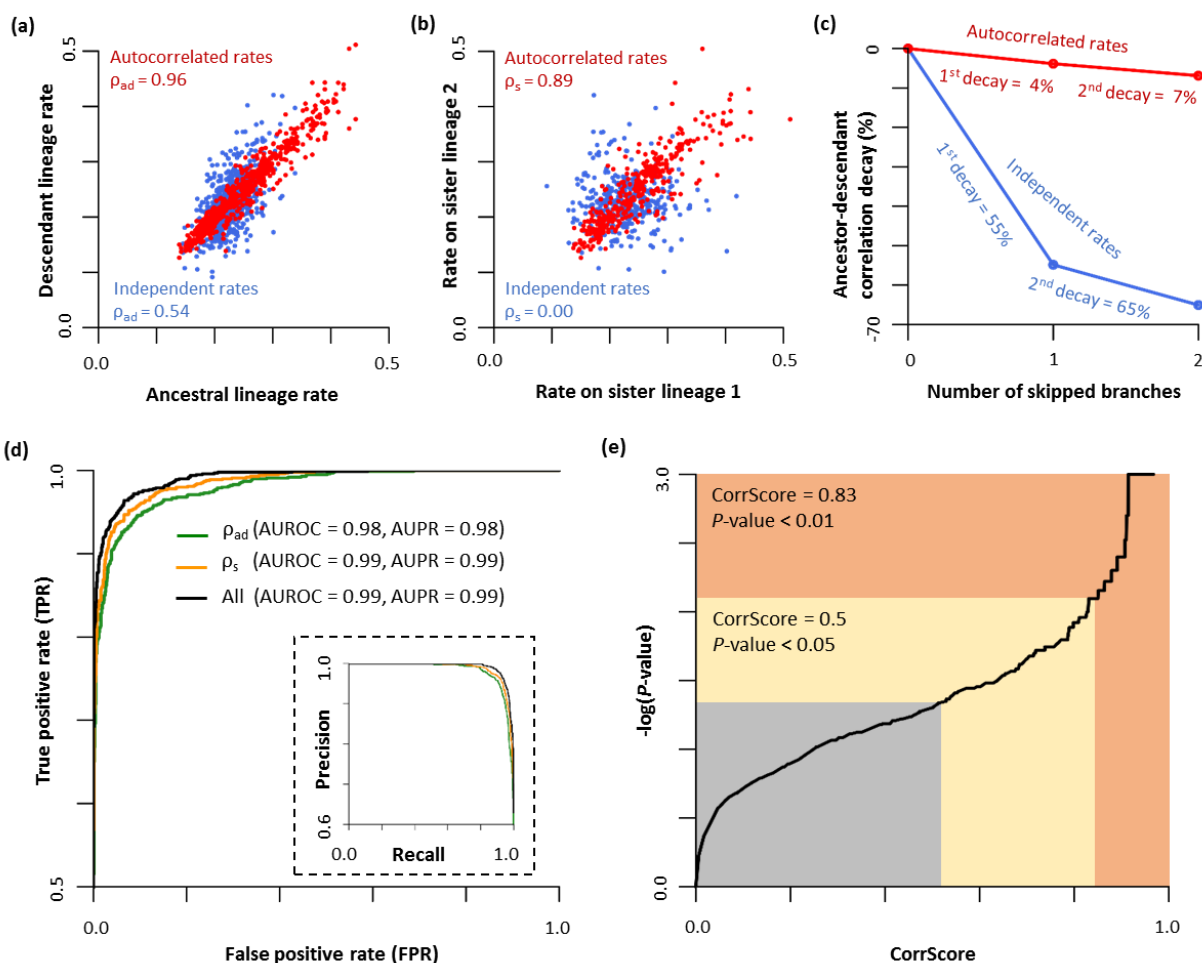 (a)
0.5
Autocorrelated rates
ρad = 0.96
Descendant lineage rate
Independent rates
ρad = 0.54
0.0
0.0
0.5
Ancestral lineage rate
(b)
0.5
Autocorrelated rates
ρs = 0.89
Rate on sister lineage 2
Independent rates
ρs = 0.00
0.0
0.0
0.5
Rate on sister lineage 1
(c)
0
Autocorrelated rates
1st decay = 4%
2nd decay = 7%
Ancestor-descendant
correlation decay (%)
Independent rates
1st decay = 55%
2nd decay = 65%
-70
0
1
2
Number of skipped branches
(d)
1.0
ρad (AUROC = 0.98, AUPR = 0.98)
ρs (AUROC = 0.99, AUPR = 0.99)
All (AUROC = 0.99, AUPR = 0.99)
True positive rate (TPR)
1.0
Precision
0.6
0.0
Recall
1.0
0.5
0.0
1.0
False positive rate (FPR)
(e)
3.0
CorrScore = 0.83
P-value < 0.01
CorrScore = 0.5
P-value < 0.05
-log(P-value)
0.0
0.0
1.0
CorrScore